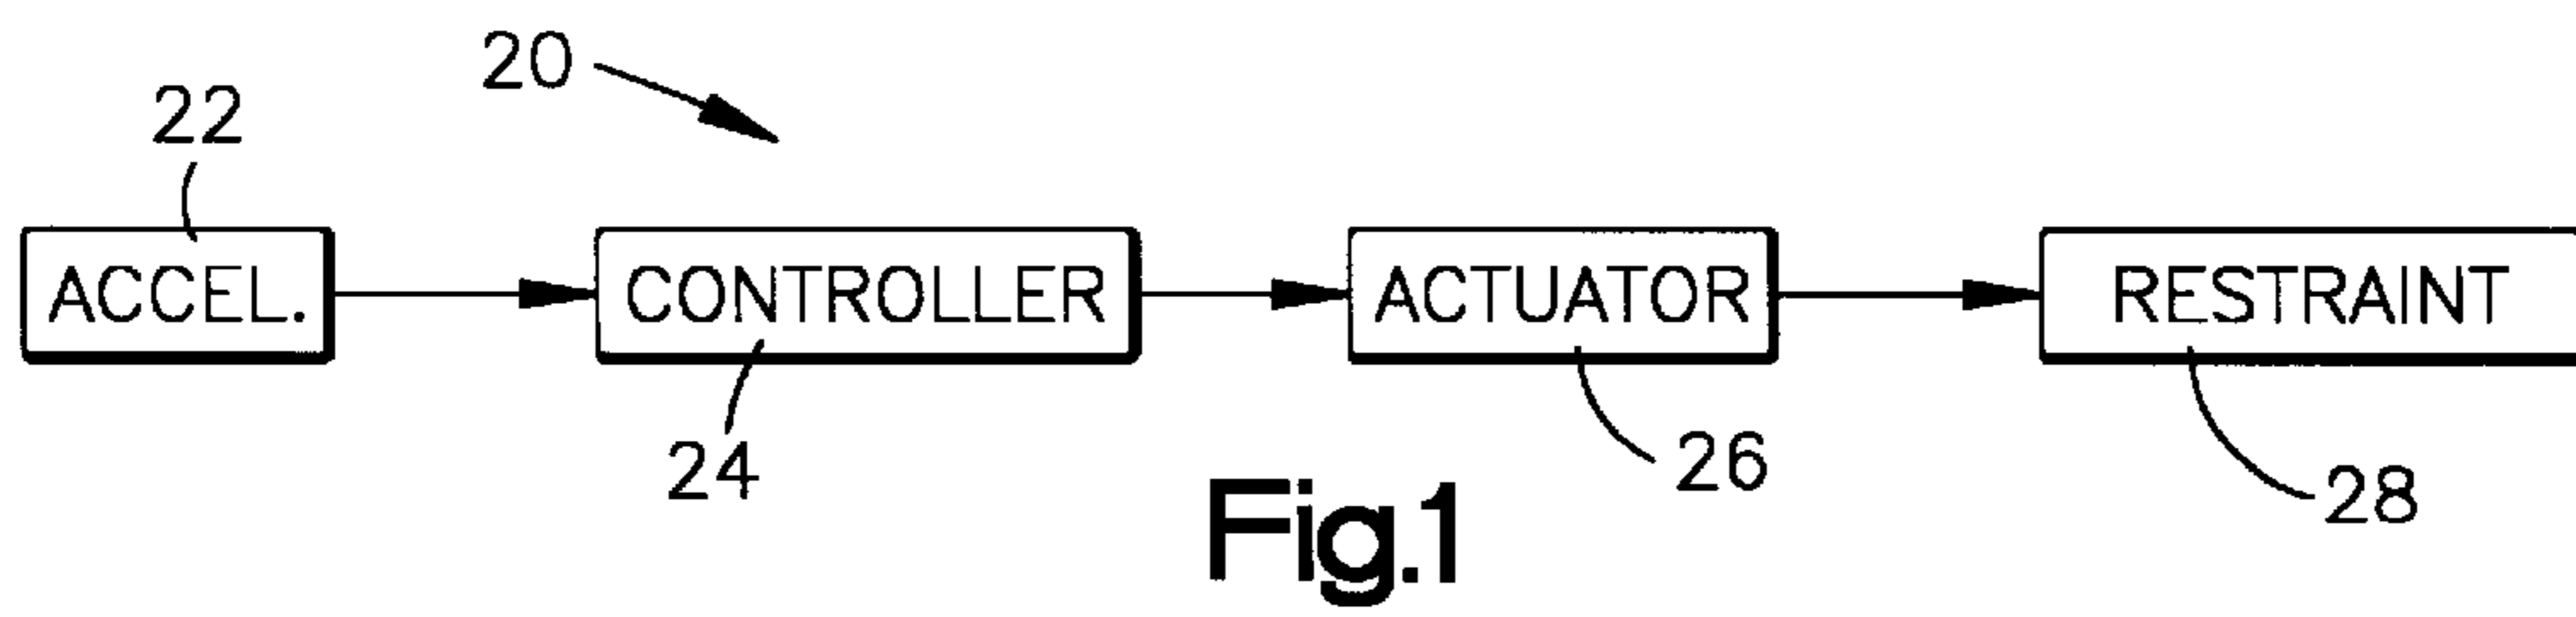 20
22
ACCEL. CONTROLLER ACTUATOR RESTRAINT
24 26 28
Fig.1